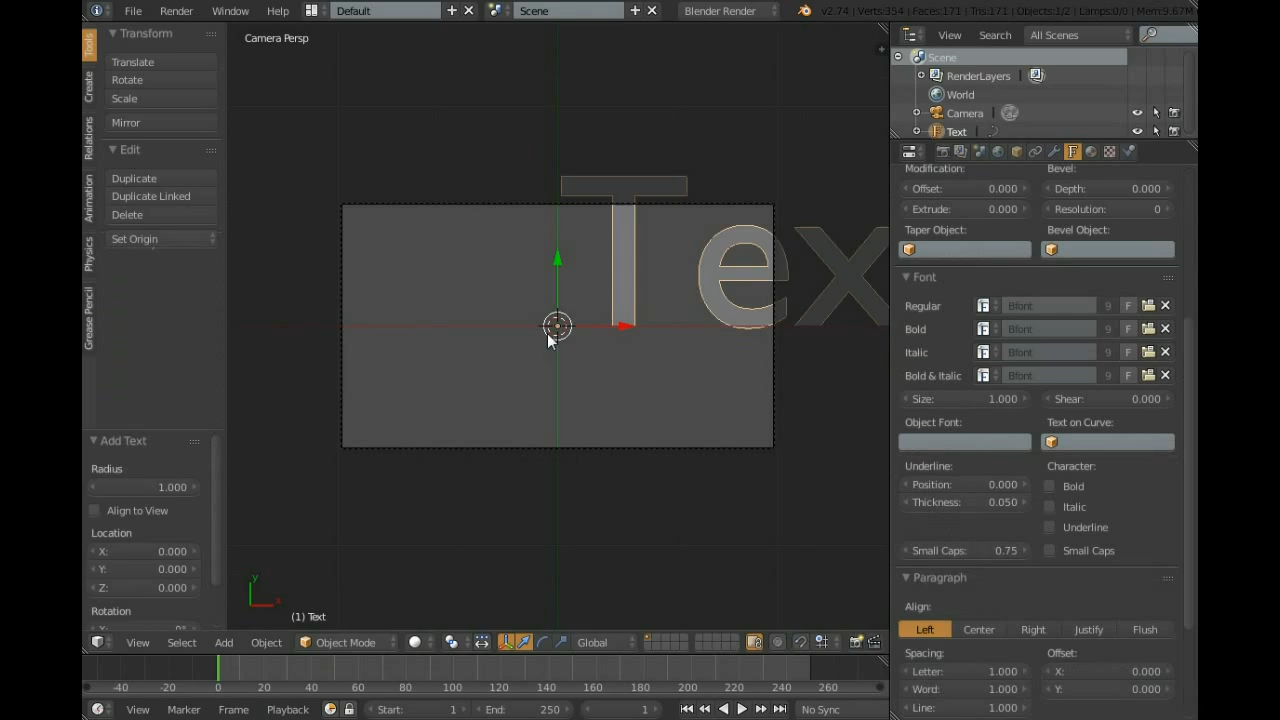 File Render Window Help Default Scene Blender Render v2.74 | Verts:354 | Faces:171 | Tris:171 | Objects:1/2 | Lamps:0/0 | Mem:9.67M
Tools
Create
Relations
Animation
Physics
Grease Pencil
Transform
Translate
Rotate
Scale
Mirror
Edit
Duplicate
Duplicate Linked
Delete
Set Origin
Add Text
Radius
1.000
Align to View
Location
X: 0.000
Y: 0.000
Z: 0.000
Rotation
Camera Persp
Tex
y
x
(1) Text
View Select Add Object Object Mode Global
-40 -20 0 20 40 60 80 100 120 140 160 180 200 220 240 260
View Marker Frame Playback Start: 1 End: 250 1 No Sync
View Search All Scenes
Scene
RenderLayers
World
Camera
Text
Modification: Bevel:
Offset: 0.000 Depth: 0.000
Extrude: 0.000 Resolution: 0
Taper Object: Bevel Object:
Font
Regular Bfont 9 F
Bold Bfont 9 F
Italic Bfont 9 F
Bold & Italic Bfont 9 F
Size: 1.000 Shear: 0.000
Object Font: Text on Curve:
Underline: Character:
Position: 0.000 Bold
Thickness: 0.050 Italic
Underline
Small Caps: 0.75 Small Caps
Paragraph
Align:
Left Center Right Justify Flush
Spacing: Offset:
Letter: 1.000 X: 0.000
Word: 1.000 Y: 0.000
Line: 1.000